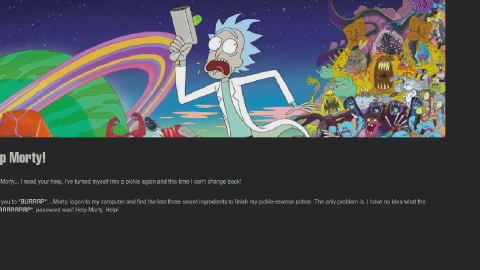 p Morty!
Morty... I need your help, I've turned myself into a pickle again and this time I can't change back!
you to *BURRRP*....Morty, logon to my computer and find the last three secret ingredients to finish my pickle-reverse potion. The only problem is, I have no idea what the
RRRRRRRP*, password was! Help Morty, Help!